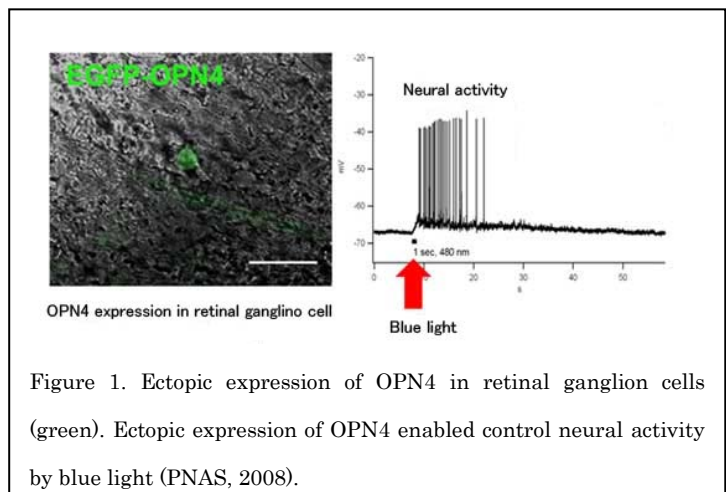 EGFP-OPN4
OPN4 expression in retinal ganglino cell
Neural activity
-20
-30
-40
-50
-60
-70
mV
1 sec, 480 nm
0
10
20
30
40
50
s
Blue light
Figure 1. Ectopic expression of OPN4 in retinal ganglion cells
(green). Ectopic expression of OPN4 enabled control neural activity
by blue light (PNAS, 2008).